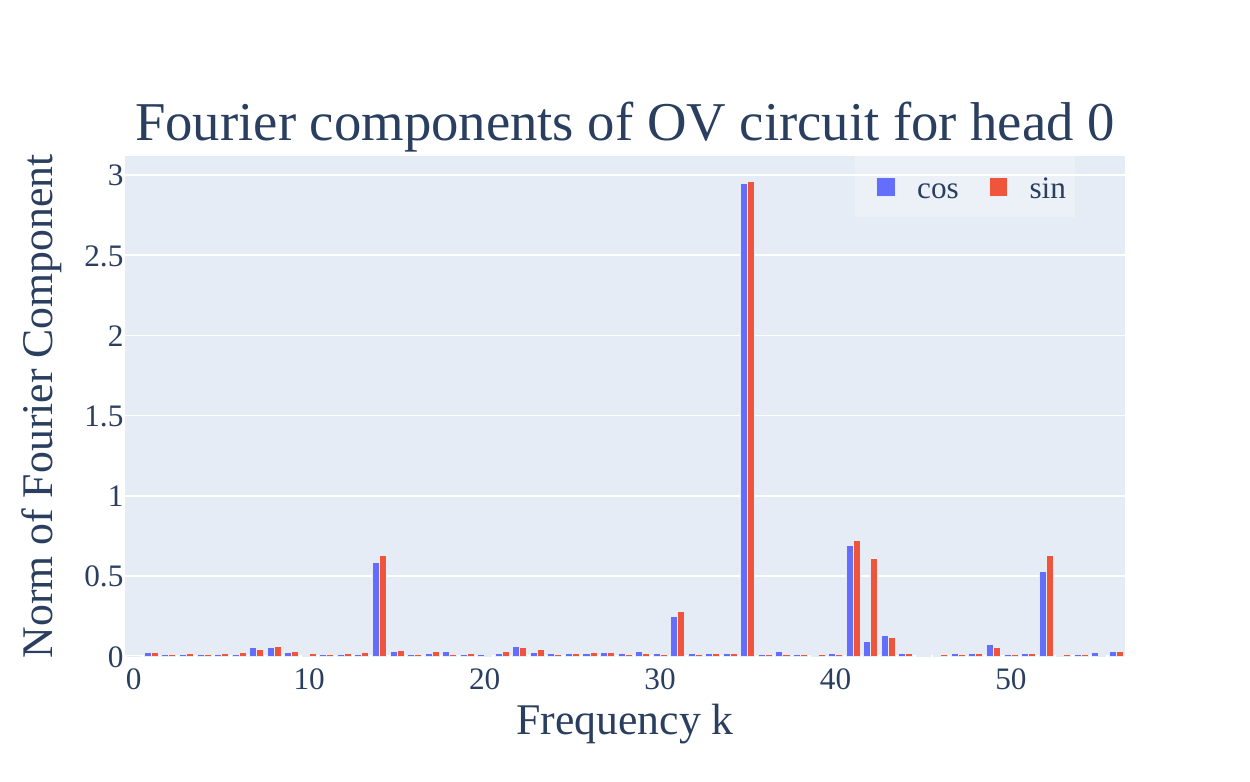 Fourier components of OV circuit for head 0
cos
sin
Norm of Fourier Component
3
2.5
2
1.5
1
0.5
0
0 10 20 30 40 50
Frequency k